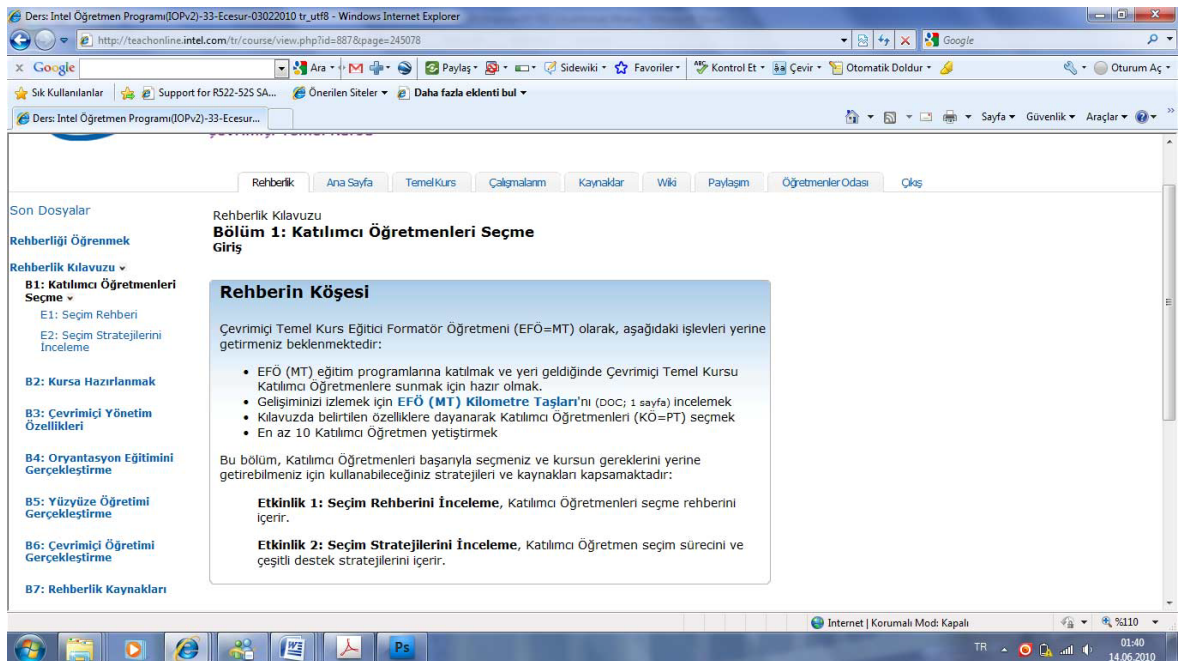 Ders: Intel Öğretmen Programı(IOPv2)-33-Ecesur-03022010 tr_utf8 - Windows Internet Explorer
http://teachonline.intel.com/tr/course/view.php?id=887&page=245078
Google
x Google
Ara
Paylaş
Sidewiki
Favoriler
Kontrol Et
Çevir
Otomatik Doldur
Oturum Aç
Sık Kullanılanlar
Support for R522-52S SA...
Önerilen Siteler
Daha fazla eklenti bul
Ders: Intel Öğretmen Programı(IOPv2)-33-Ecesur...
Sayfa
Güvenlik
Araçlar
Rehberlik
Ana Sayfa
Temel Kurs
Çalışmalarım
Kaynaklar
Wiki
Paylaşım
Öğretmenler Odası
Çıkış
Son Dosyalar
Rehberliği Öğrenmek
Rehberlik Kılavuzu
B1: Katılımcı Öğretmenleri
Seçme
E1: Seçim Rehberi
E2: Seçim Stratejilerini
İnceleme
B2: Kursa Hazırlanmak
B3: Çevrimiçi Yönetim
Özellikleri
B4: Oryantasyon Eğitimini
Gerçekleştirme
B5: Yüzyüze Öğretimi
Gerçekleştirme
B6: Çevrimiçi Öğretimi
Gerçekleştirme
B7: Rehberlik Kaynakları
Rehberlik Kılavuzu
Bölüm 1: Katılımcı Öğretmenleri Seçme
Giriş
Rehberin Köşesi
Çevrimiçi Temel Kurs Eğitici Formatör Öğretmeni (EFÖ=MT) olarak, aşağıdaki işlevleri yerine
getirmeniz beklenmektedir:
• EFÖ (MT) eğitim programlarına katılmak ve yeri geldiğinde Çevrimiçi Temel Kursu
Katılımcı Öğretmenlere sunmak için hazır olmak.
• Gelişiminizi izlemek için EFÖ (MT) Kilometre Taşları'nı (DOC; 1 sayfa) incelemek
• Kılavuzda belirtilen özelliklere dayanarak Katılımcı Öğretmenleri (KÖ=PT) seçmek
• En az 10 Katılımcı Öğretmen yetiştirmek
Bu bölüm, Katılımcı Öğretmenleri başarıyla seçmeniz ve kursun gereklerini yerine
getirebilmeniz için kullanabileceğiniz stratejileri ve kaynakları kapsamaktadır:
Etkinlik 1: Seçim Rehberini İnceleme, Katılımcı Öğretmenleri seçme rehberini
içerir.
Etkinlik 2: Seçim Stratejilerini İnceleme, Katılımcı Öğretmen seçim sürecini ve
çeşitli destek stratejilerini içerir.
Internet | Korumalı Mod: Kapalı
%110
Ps
TR
01:40
14.06.2010